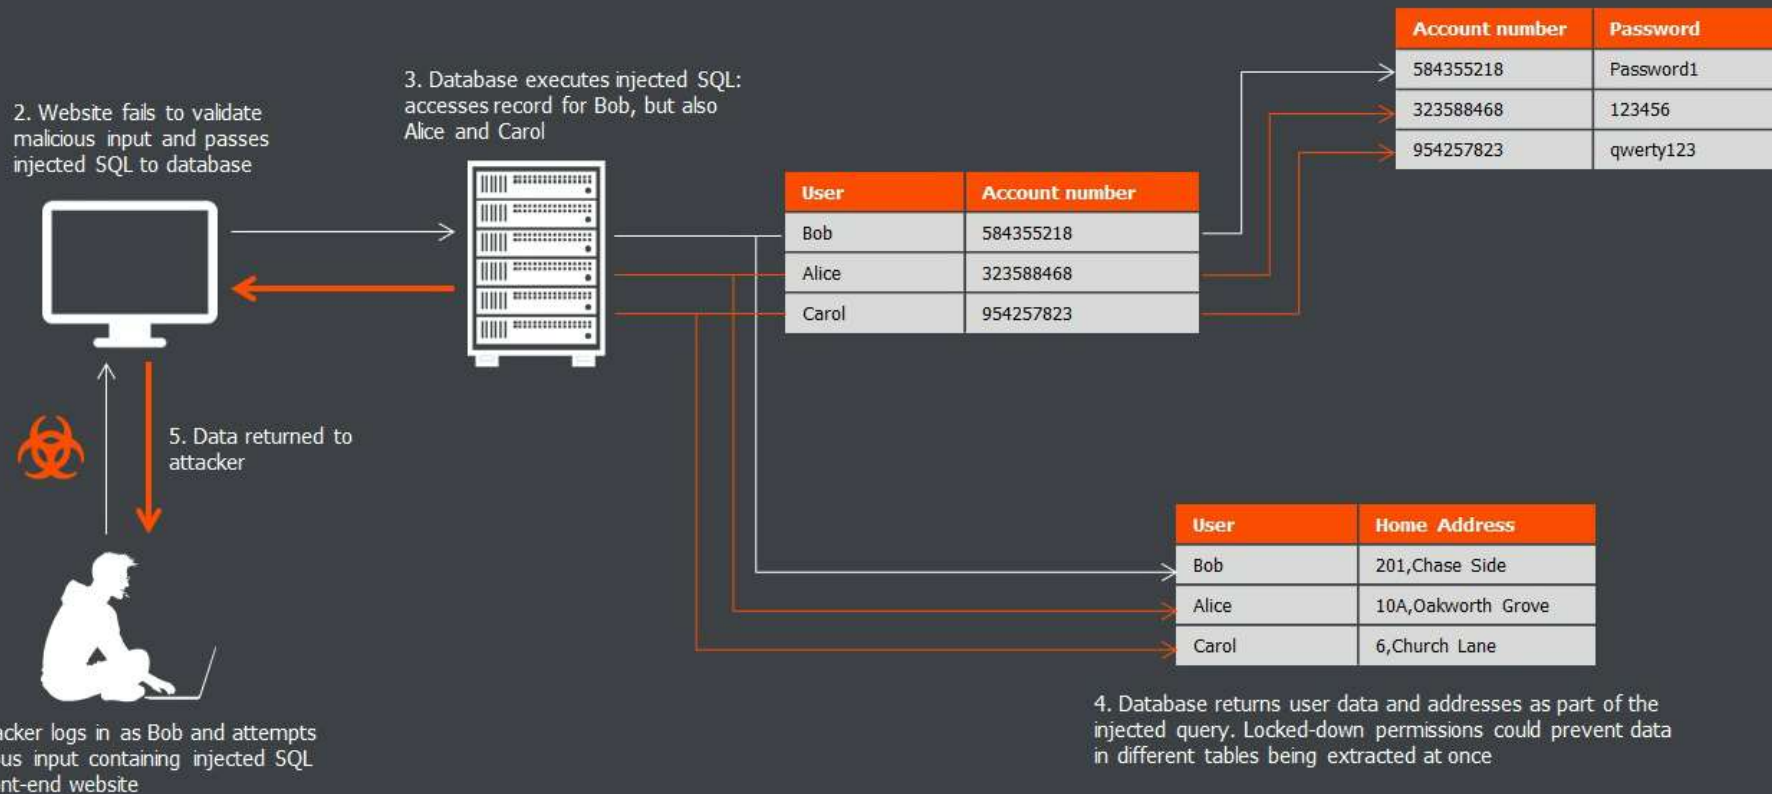 2. Website fails to validate
malicious input and passes
injected SQL to database
3. Database executes injected SQL:
accesses record for Bob, but also
Alice and Carol
Account number Password
584355218 Password1
323588468 123456
954257823 qwerty123
User Account number
Bob 584355218
Alice 323588468
Carol 954257823
5. Data returned to
attacker
User Home Address
Bob 201,Chase Side
Alice 10A,Oakworth Grove
Carol 6,Church Lane
4. Database returns user data and addresses as part of the
injected query. Locked-down permissions could prevent data
in different tables being extracted at once
logs in as Bob and attempts
input containing injected SQL
website